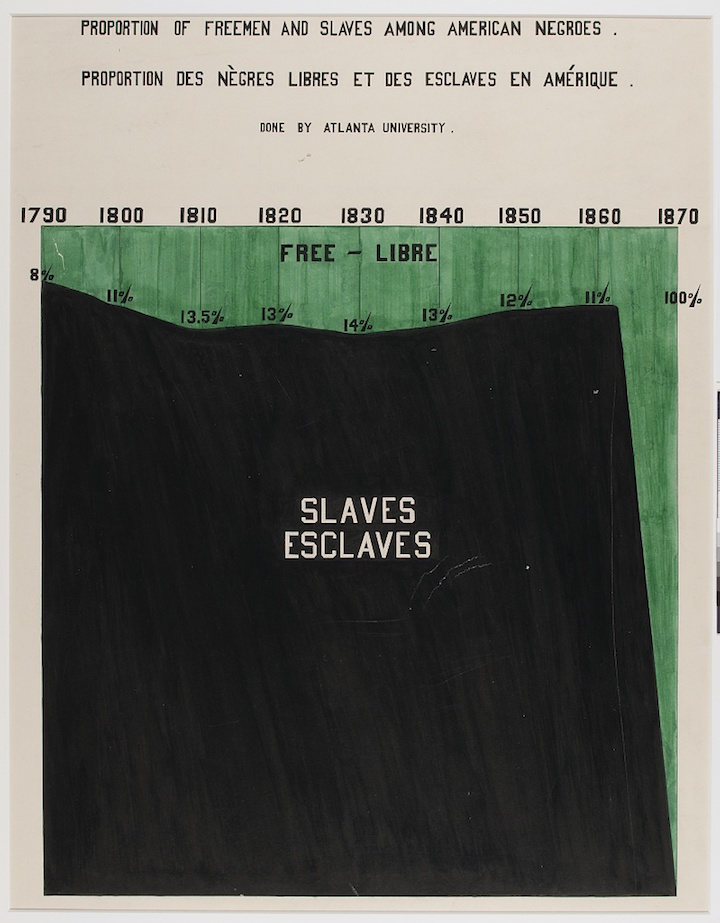 PROPORTION OF FREEMEN AND SLAVES AMONG AMERICAN NEGROES .
PROPORTION DES NÈGRES LIBRES ET DES ESCLAVES EN AMÉRIQUE .
DONE BY ATLANTA UNIVERSITY .
1790 1800 1810 1820 1830 1840 1850 1860 1870
FREE – LIBRE
8% 11% 13.5% 13% 14% 13% 12% 11% 100%
SLAVES
ESCLAVES